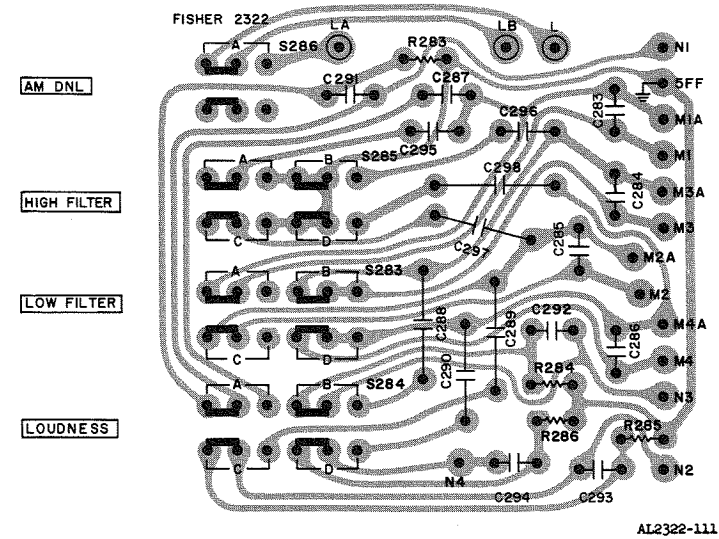 FISHER 2322
LA
LB
L
A
S286
R283
N1
AM DNL
C291
C287
5FF
C283
M1A
C295
C296
M1
A
B
S285
C298
C284
M3A
HIGH FILTER
C
D
C297
C285
M3
M2A
A
B
S283
M2
LOW FILTER
C288
C289
C292
C286
M4A
C
D
C290
M4
A
B
S284
R284
N3
LOUDNESS
R286
R285
C
D
N4
C294
C293
N2
AL2322-111